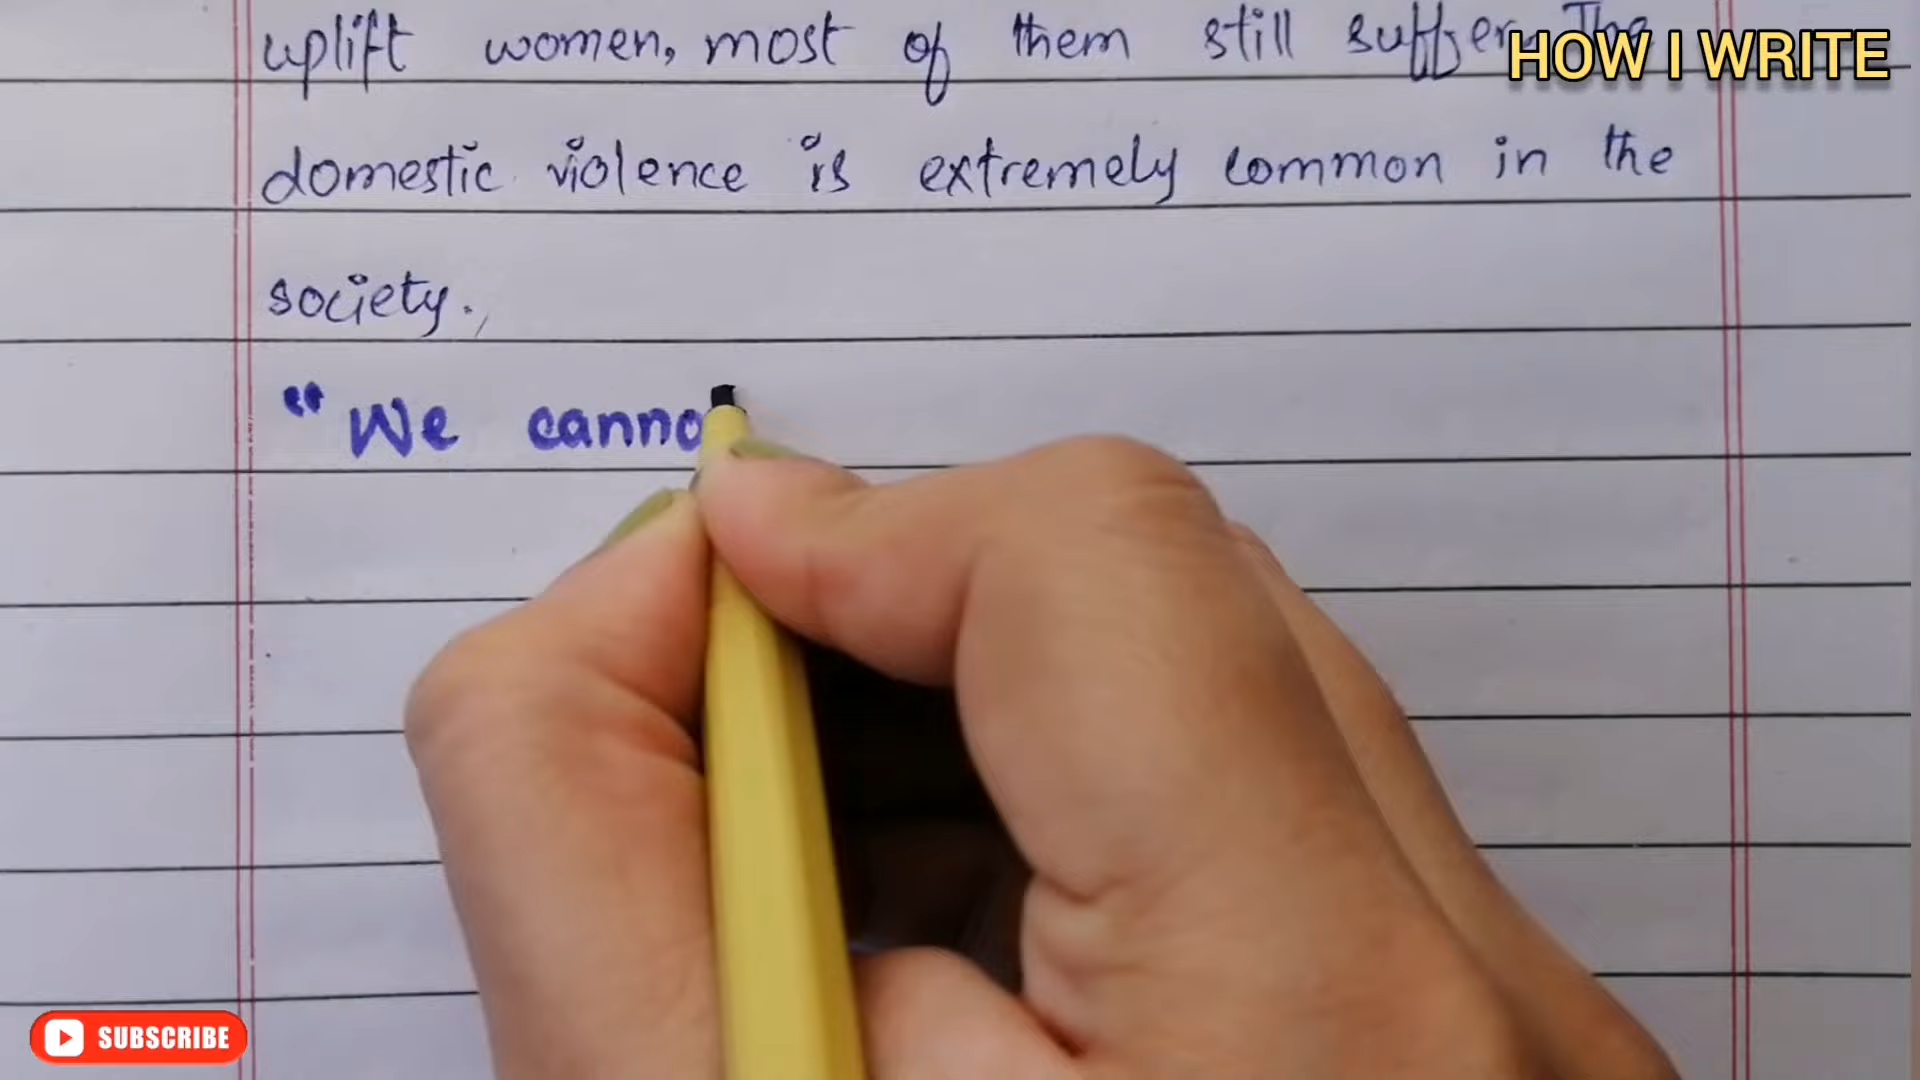 uplift women, most of them still suffer. The
HOW I WRITE
domestic violence is extremely common in the
society.
“We canno
SUBSCRIBE